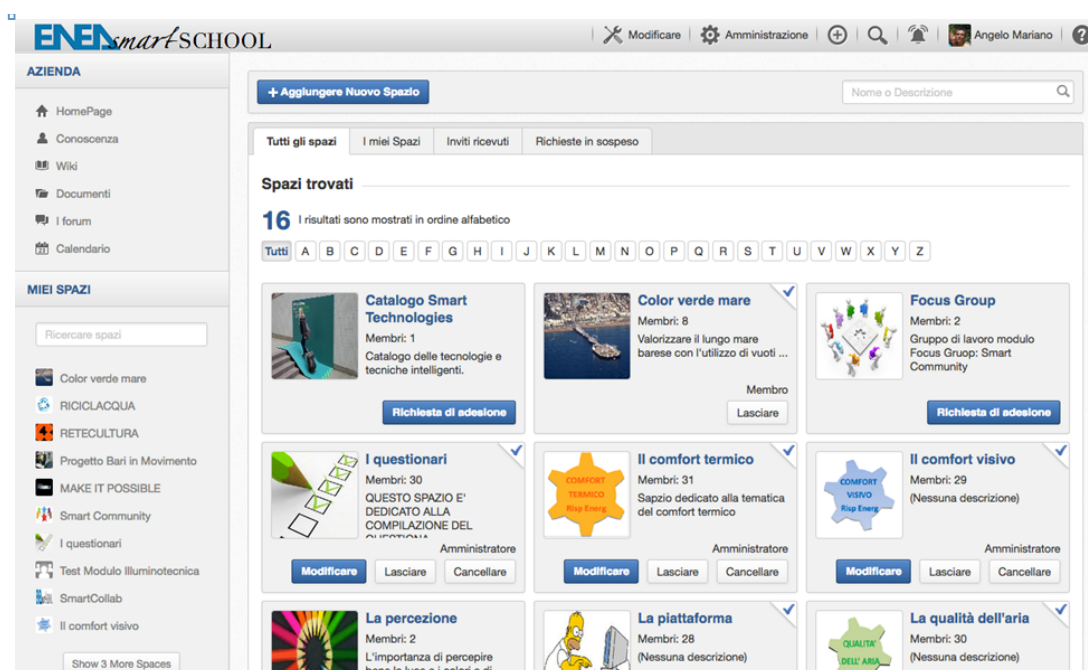 ENEA smart SCHOOL
Modificare
Amministrazione
Angelo Mariano
AZIENDA
HomePage
Conoscenza
Wiki
Documenti
I forum
Calendario
MIEI SPAZI
Ricercare spazi
Color verde mare
RICICLACQUA
RETECULTURA
Progetto Bari in Movimento
MAKE IT POSSIBLE
Smart Community
I questionari
Test Modulo Illuminotecnica
SmartCollab
Il comfort visivo
Show 3 More Spaces
+ Aggiungere Nuovo Spazio
Nome o Descrizione
Tutti gli spazi
I miei Spazi
Inviti ricevuti
Richieste in sospeso
Spazi trovati
16 I risultati sono mostrati in ordine alfabetico
Tutti A B C D E F G H I J K L M N O P Q R S T U V W X Y Z
Catalogo Smart
Technologies
Membri: 1
Catalogo delle tecnologie e
tecniche intelligenti.
Richiesta di adesione
Color verde mare
Membri: 8
Valorizzare il lungo mare
barese con l'utilizzo di vuoti ...
Membro
Lasciare
Focus Group
Membri: 2
Gruppo di lavoro modulo
Focus Gruop: Smart
Community
Richiesta di adesione
I questionari
Membri: 30
QUESTO SPAZIO E'
DEDICATO ALLA
COMPILAZIONE DEL
Amministratore
Modificare
Lasciare
Cancellare
COMFORT
TERMICO
Risp Energ
Il comfort termico
Membri: 31
Sapzio dedicato alla tematica
del comfort termico
Amministratore
Modificare
Lasciare
Cancellare
COMFORT
VISIVO
Risp Energ
Il comfort visivo
Membri: 29
(Nessuna descrizione)
Amministratore
Modificare
Lasciare
Cancellare
La percezione
Membri: 2
L'importanza di percepire
La piattaforma
Membri: 28
(Nessuna descrizione)
QUALITA'
DELL' ARIA
La qualità dell'aria
Membri: 30
(Nessuna descrizione)